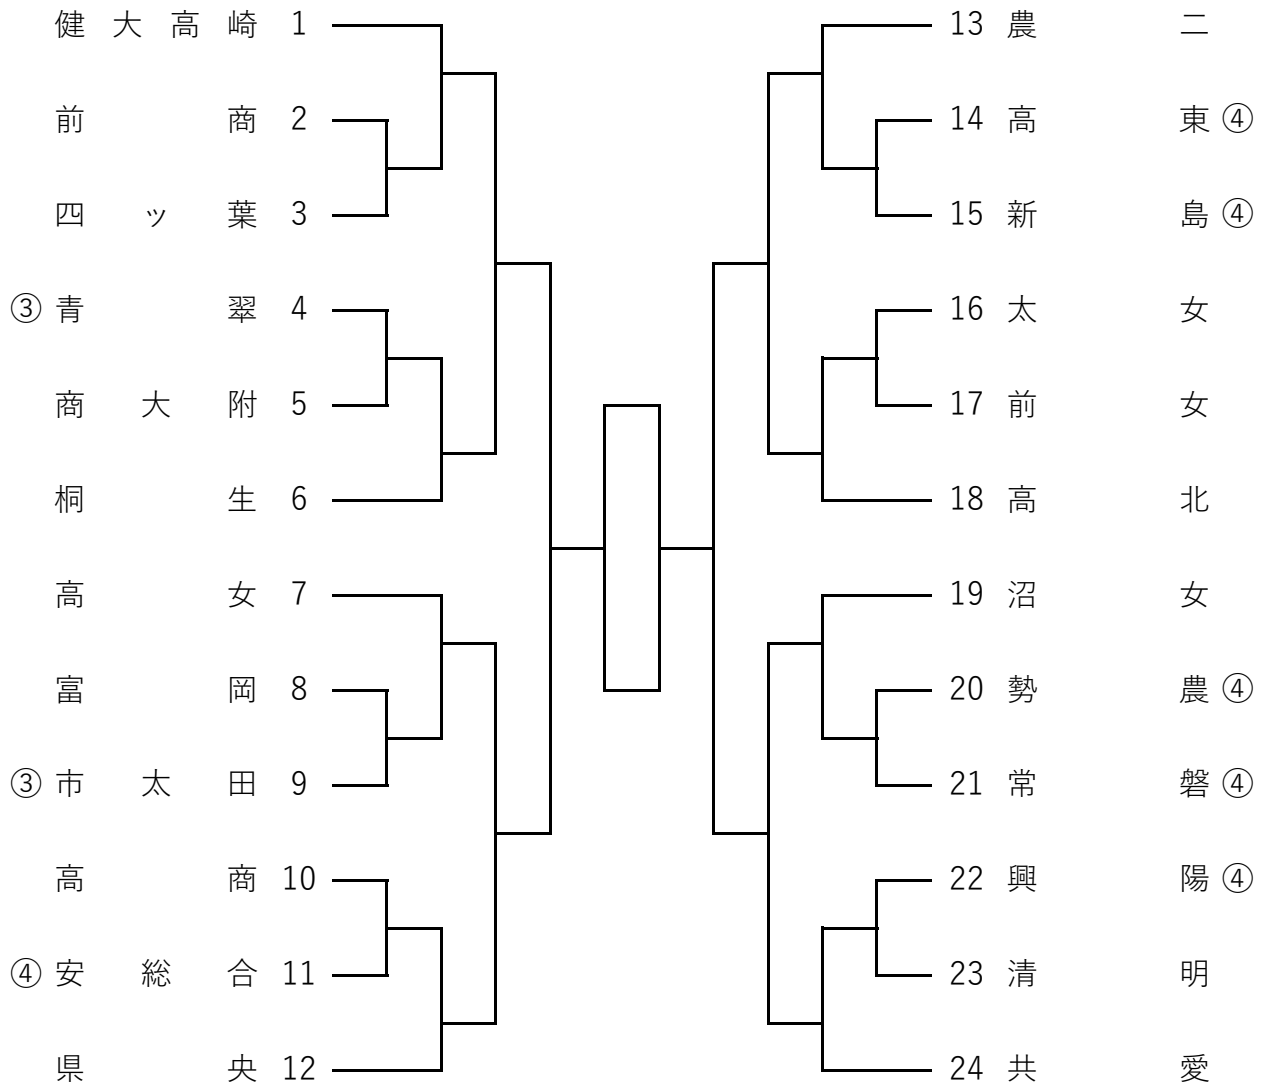 健大高崎 1
前商 2
四ッ葉 3
③ 青翠 4
商大附 5
桐生 6
高女 7
富岡 8
③ 市太田 9
高商 10
④ 安総合 11
県央 12
13 農二
14 高東 ④
15 新島 ④
16 太女
17 前女
18 高北
19 沼女
20 勢農 ④
21 常磐 ④
22 興陽 ④
23 清明
24 共愛